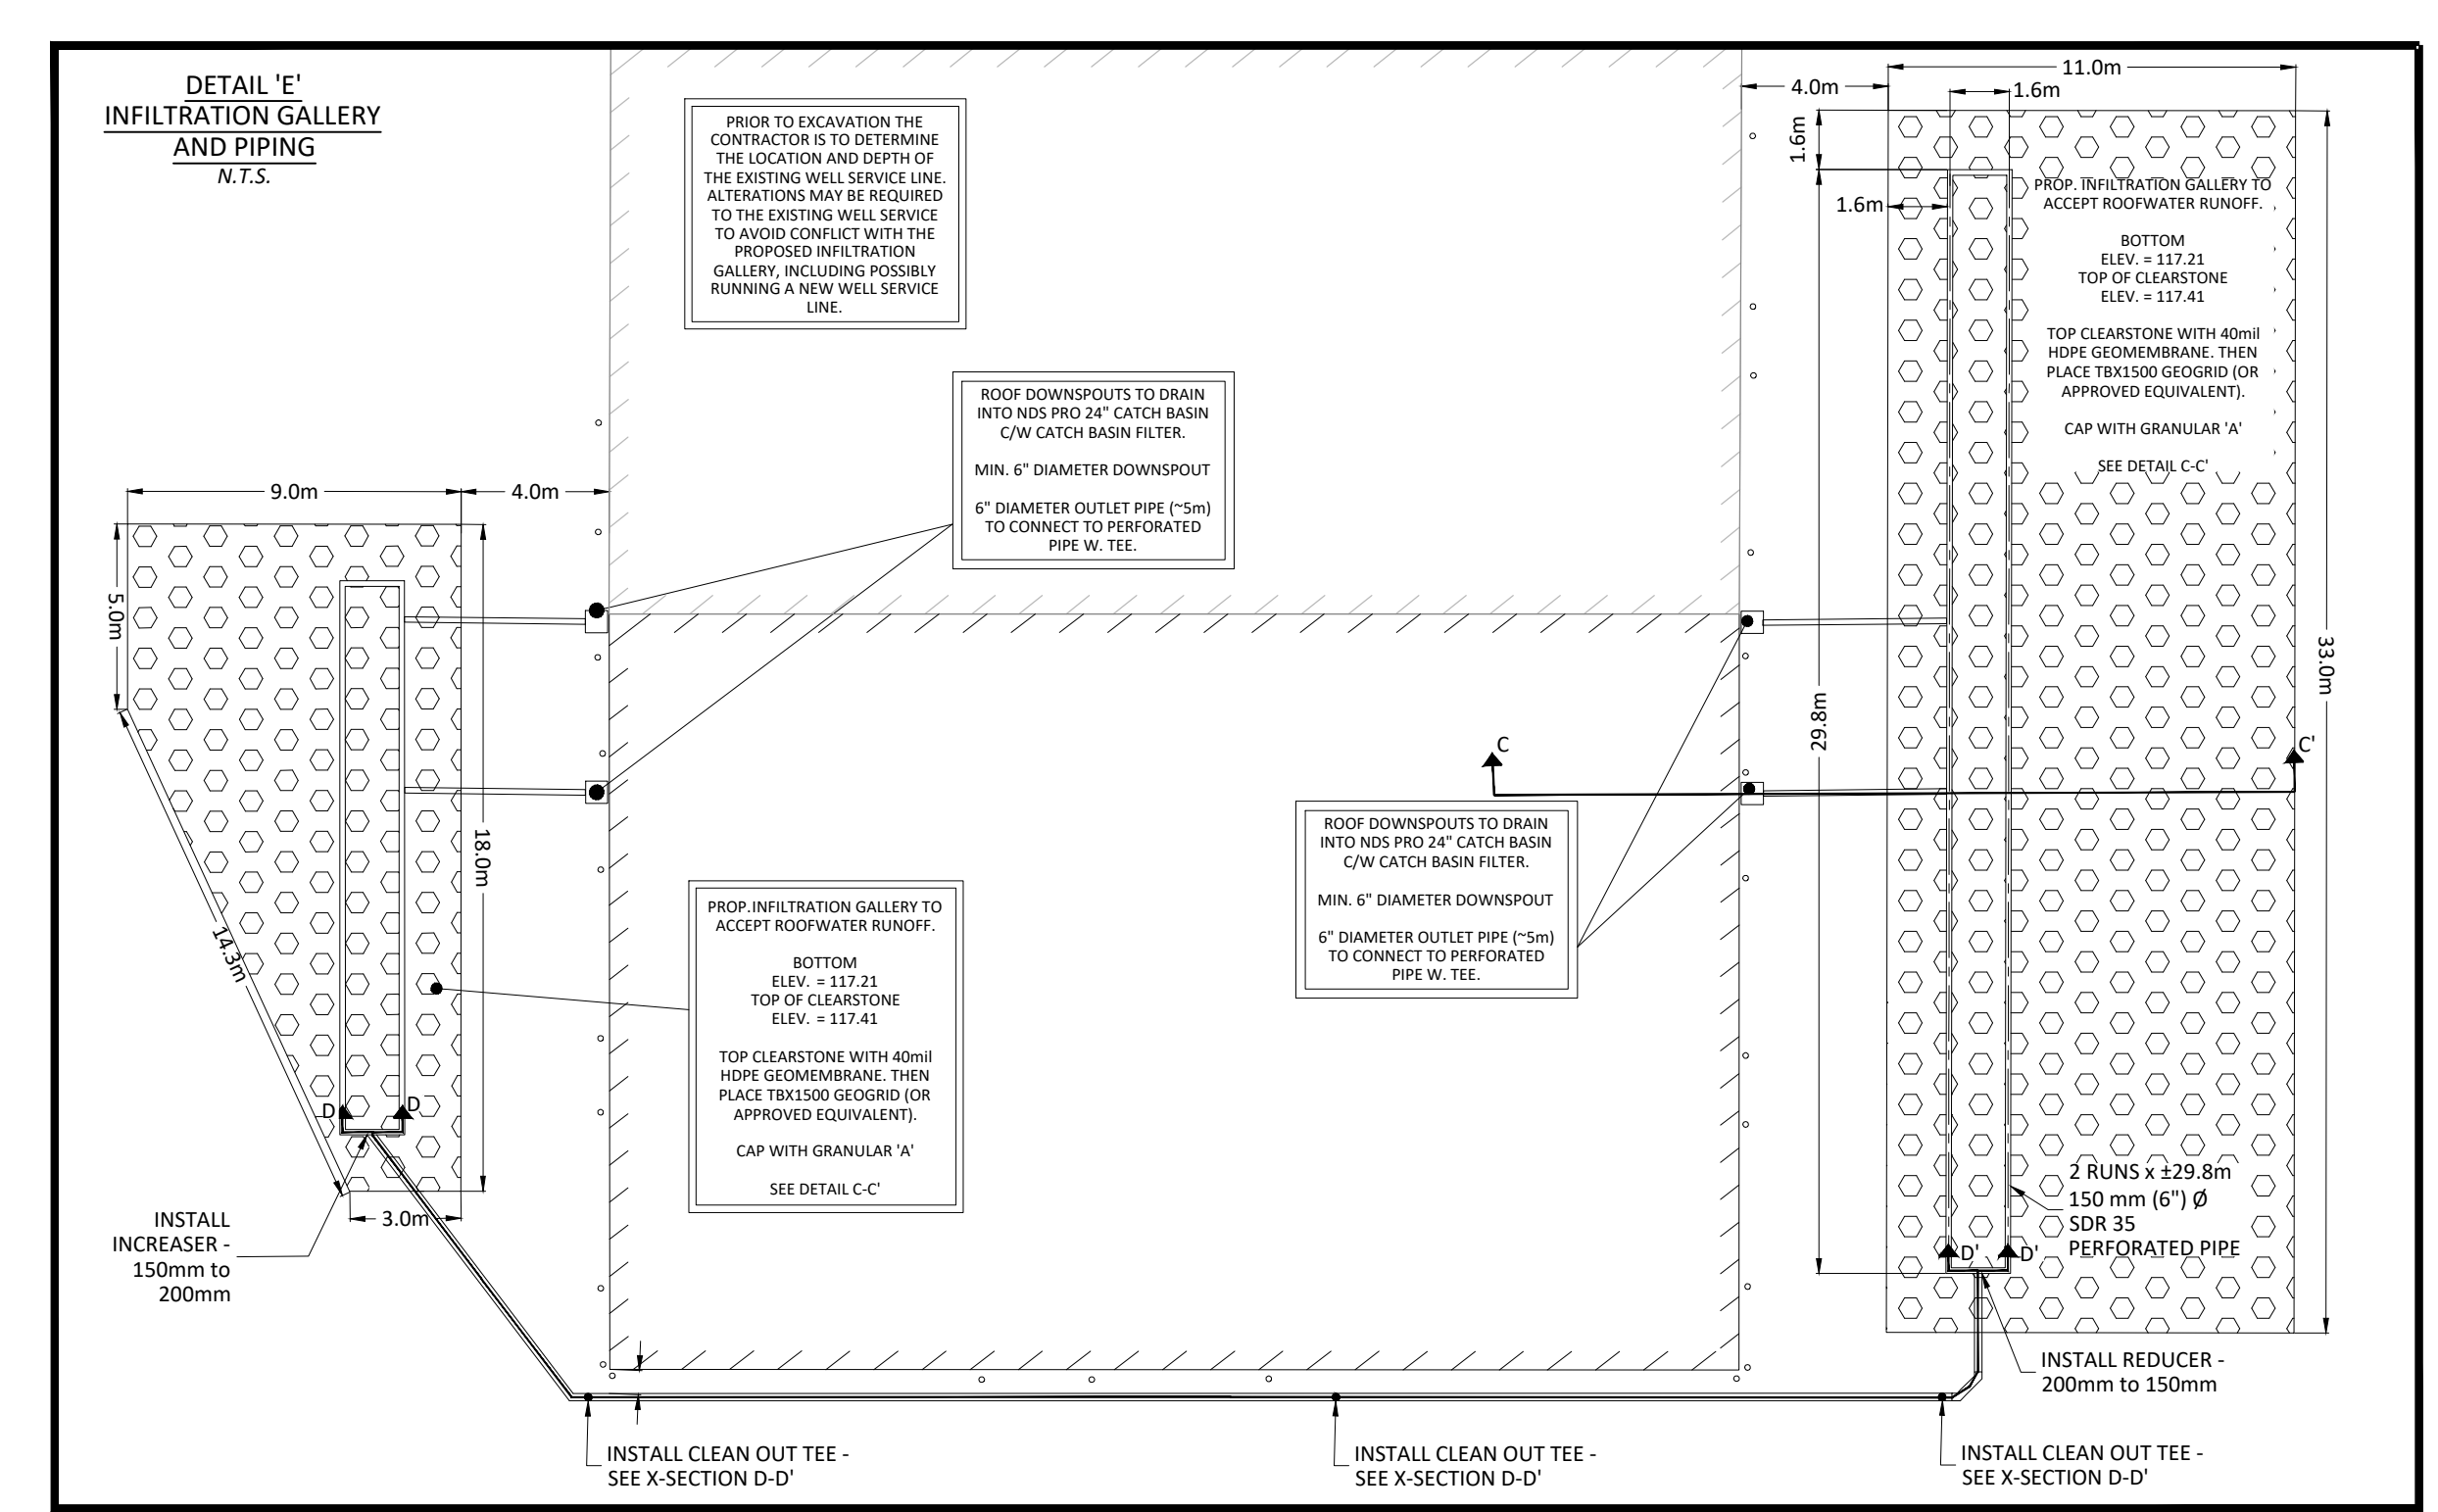 DETAIL 'E'
INFILTRATION GALLERY
AND PIPING
N.T.S.
PRIOR TO EXCAVATION THE
CONTRACTOR IS TO DETERMINE
THE LOCATION AND DEPTH OF
THE EXISTING WELL SERVICE LINE.
ALTERATIONS MAY BE REQUIRED
TO THE EXISTING WELL SERVICE
TO AVOID CONFLICT WITH THE
PROPOSED INFILTRATION
GALLERY, INCLUDING POSSIBLY
RUNNING A NEW WELL SERVICE
LINE.
4.0m
11.0m
1.6m
1.6m
1.6m
PROP. INFILTRATION GALLERY TO
ACCEPT ROOFWATER RUNOFF.
BOTTOM
ELEV. = 117.21
TOP OF CLEARSTONE
ELEV. = 117.41
TOP CLEARSTONE WITH 40mil
HDPE GEOMEMBRANE. THEN
PLACE TBX1500 GEOGRID (OR
APPROVED EQUIVALENT).
CAP WITH GRANULAR 'A'
SEE DETAIL C-C'
ROOF DOWNSPOUTS TO DRAIN
INTO NDS PRO 24" CATCH BASIN
C/W CATCH BASIN FILTER.
MIN. 6" DIAMETER DOWNSPOUT
6" DIAMETER OUTLET PIPE (~5m)
TO CONNECT TO PERFORATED
PIPE W. TEE.
9.0m
4.0m
5.0m
18.0m
14.3m
33.0m
29.8m
C
C'
ROOF DOWNSPOUTS TO DRAIN
INTO NDS PRO 24" CATCH BASIN
C/W CATCH BASIN FILTER.
MIN. 6" DIAMETER DOWNSPOUT
6" DIAMETER OUTLET PIPE (~5m)
TO CONNECT TO PERFORATED
PIPE W. TEE.
PROP.INFILTRATION GALLERY TO
ACCEPT ROOFWATER RUNOFF.
BOTTOM
ELEV. = 117.21
TOP OF CLEARSTONE
ELEV. = 117.41
TOP CLEARSTONE WITH 40mil
HDPE GEOMEMBRANE. THEN
PLACE TBX1500 GEOGRID (OR
APPROVED EQUIVALENT).
CAP WITH GRANULAR 'A'
SEE DETAIL C-C'
D
D
3.0m
INSTALL
INCREASER -
150mm to
200mm
2 RUNS x ±29.8m
150 mm (6") Ø
SDR 35
PERFORATED PIPE
D'
D'
INSTALL REDUCER -
200mm to 150mm
INSTALL CLEAN OUT TEE -
SEE X-SECTION D-D'
INSTALL CLEAN OUT TEE -
SEE X-SECTION D-D'
INSTALL CLEAN OUT TEE -
SEE X-SECTION D-D'